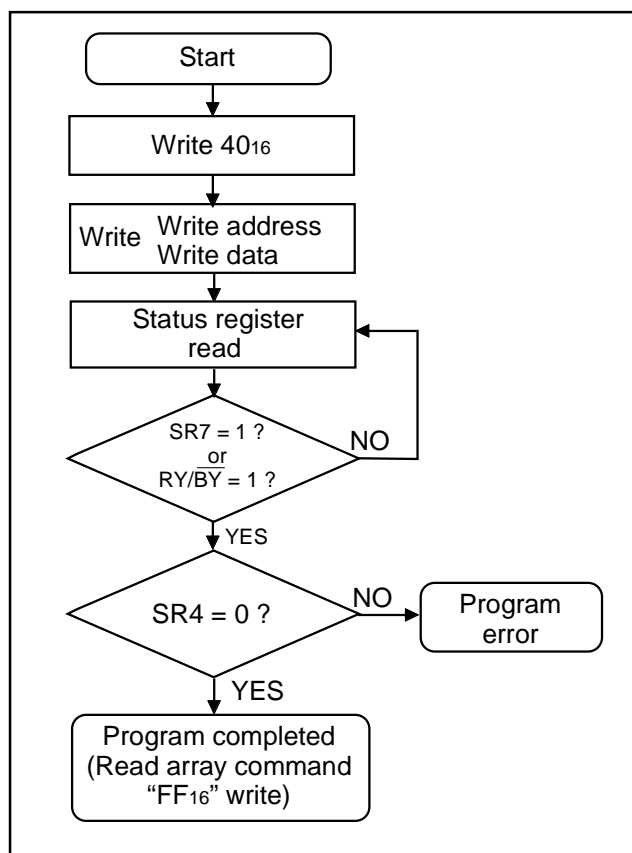 Start
Write 40₁₆
Write Write address
Write data
Status register
read
SR7 = 1 ?
or
RY/B̅Y̅ = 1 ?
NO
YES
SR4 = 0 ?
NO
Program
error
YES
Program completed
(Read array command
“FF₁₆” write)